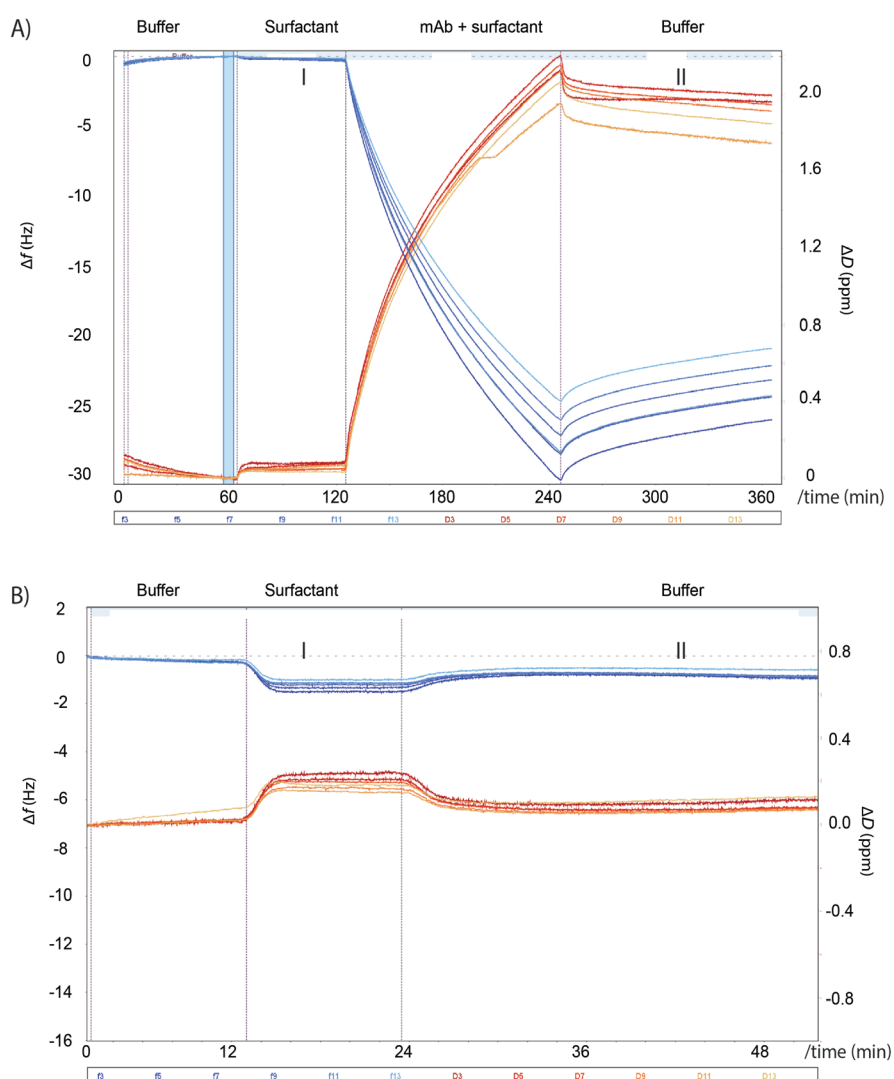 A)
Buffer Surfactant mAb + surfactant Buffer
Buffer
I II
0
-5
-10
-15
-20
-25
-30
Δf (Hz)
2.0
1.6
1.2
0.8
0.4
0
ΔD (ppm)
0 60 120 180 240 300 360
/time (min)
f3 f5 f7 f9 f11 f13 D3 D5 D7 D9 D11 D13
B)
Buffer Surfactant Buffer
I II
2
0
-2
-4
-6
-8
-10
-12
-14
-16
Δf (Hz)
0.8
0.4
0.2
0.0
-0.4
-0.8
ΔD (ppm)
0 12 24 36 48
/time (min)
f3 f5 f7 f9 f11 f13 D3 D5 D7 D9 D11 D13